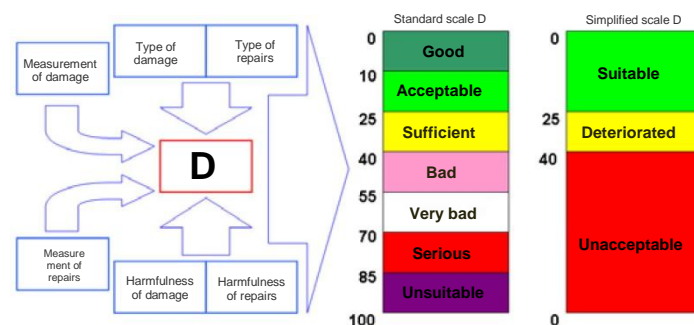 Standard scale D
Simplified scale D
Measurement
of damage
Type of
damage
Type of
repairs
D
Measure
ment of
repairs
Harmfulness
of damage
Harmfulness
of repairs
0
Good
10
Acceptable
25
Sufficient
40
Bad
55
Very bad
70
Serious
85
Unsuitable
100
0
Suitable
25
Deteriorated
40
Unacceptable
0